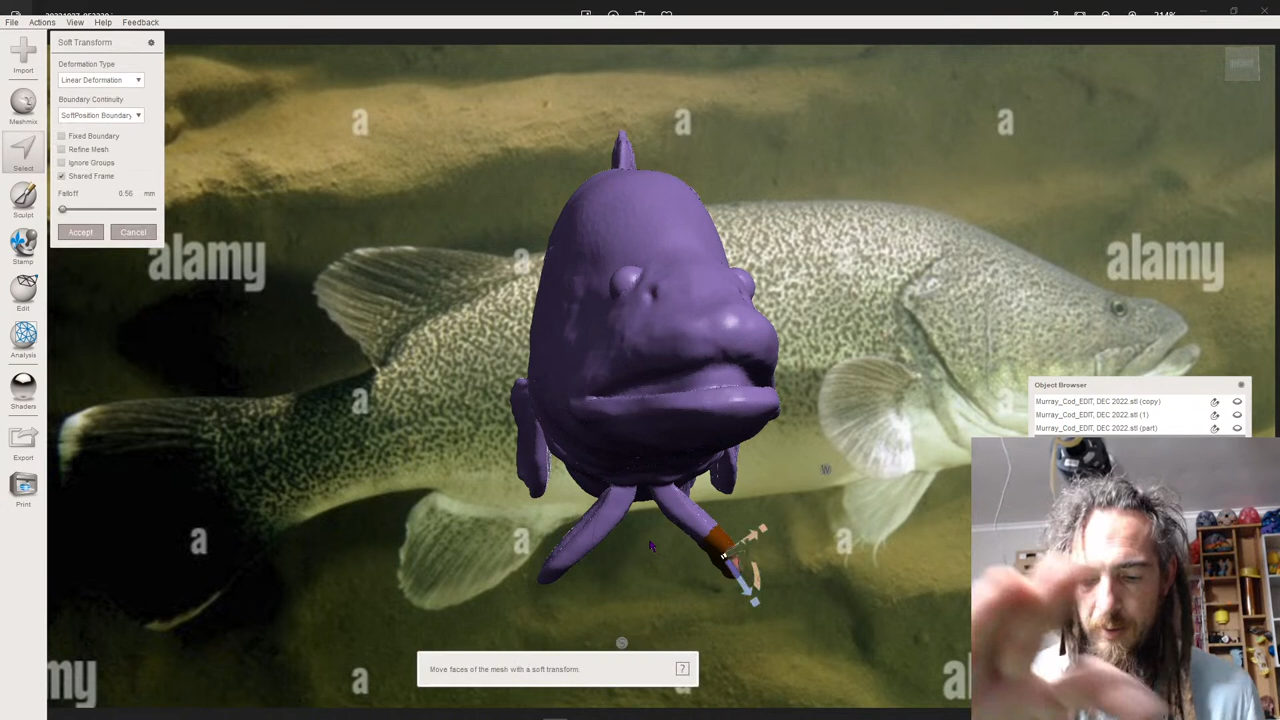 214%
File Actions View Help Feedback
Import
Meshmix
Select
Sculpt
Stamp
Edit
Analysis
Shaders
Export
Print
Soft Transform
Deformation Type
Linear Deformation
Boundary Continuity
SoftPosition Boundary
Fixed Boundary
Refine Mesh
Ignore Groups
Shared Frame
Falloff 0.56 mm
Accept Cancel
a a a
alamy a a alamy
a a a
alamy a a
W
Object Browser
Murray_Cod_EDIT, DEC 2022.stl (copy)
Murray_Cod_EDIT, DEC 2022.stl (1)
Murray_Cod_EDIT, DEC 2022.stl (part)
Move faces of the mesh with a soft transform. ?